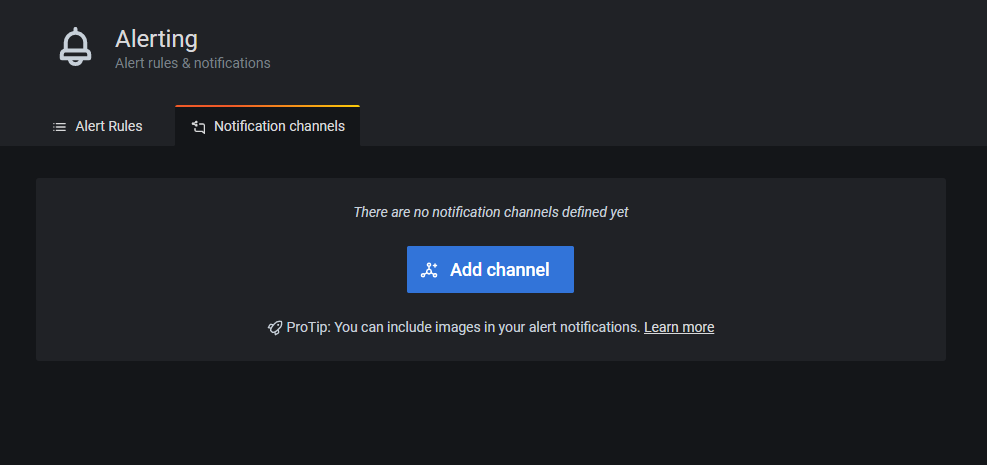 Alerting
Alert rules & notifications
Alert Rules
Notification channels
There are no notification channels defined yet
Add channel
ProTip: You can include images in your alert notifications. Learn more